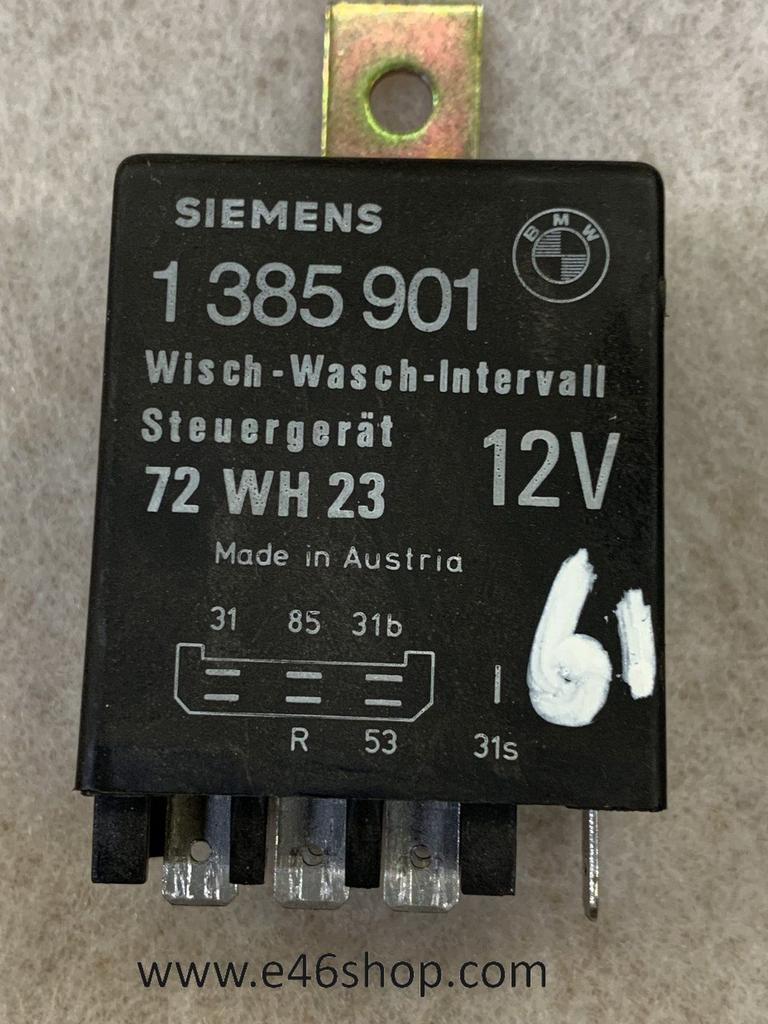 SIEMENS
BMW
1 385 901
Wisch-Wasch-Intervall
Steuergerät
12V
72 WH 23
Made in Austria
31 85 31b
61
R 53 31s
www.e46shop.com